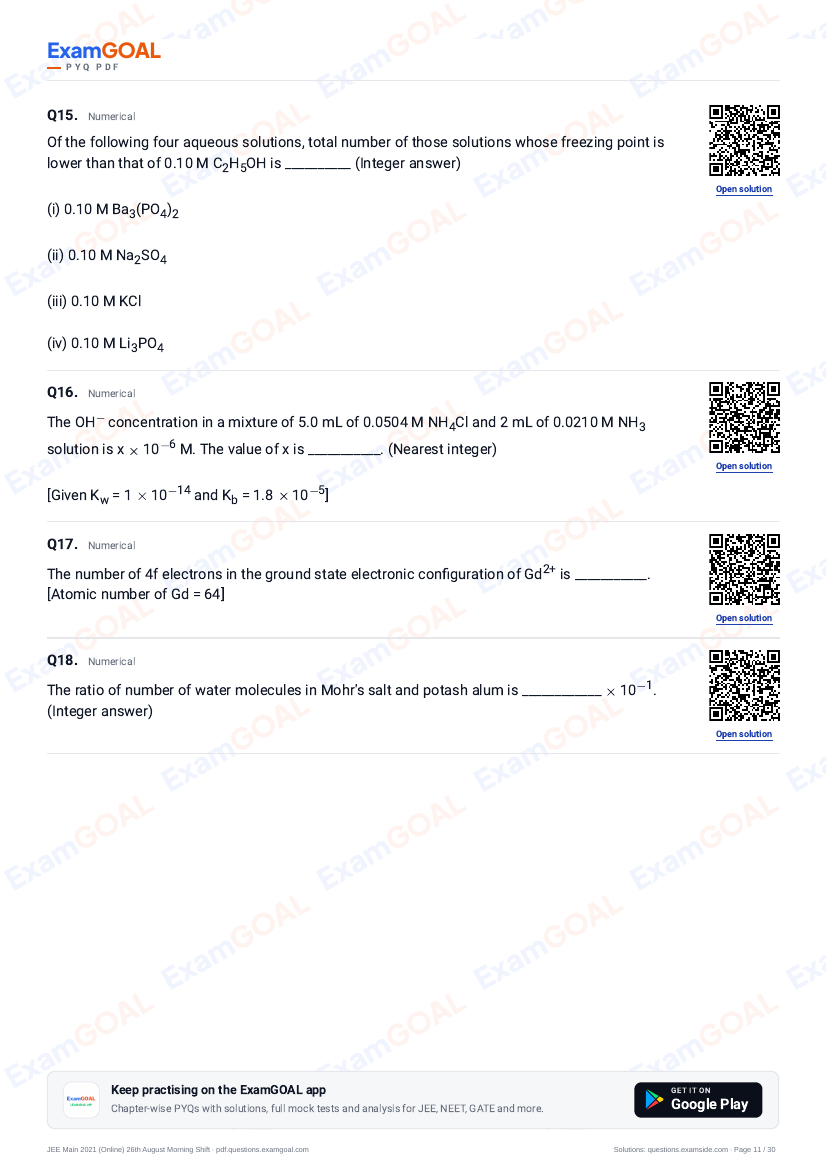 ExamGOAL
PYQ PDF
Q15. Numerical
Of the following four aqueous solutions, total number of those solutions whose freezing point is
lower than that of 0.10 M C₂H₅OH is __________ (Integer answer)
Open solution
(i) 0.10 M Ba₃(PO₄)₂
(ii) 0.10 M Na₂SO₄
(iii) 0.10 M KCl
(iv) 0.10 M Li₃PO₄
Q16. Numerical
The OH⁻ concentration in a mixture of 5.0 mL of 0.0504 M NH₄Cl and 2 mL of 0.0210 M NH₃
solution is x × 10⁻⁶ M. The value of x is ___________. (Nearest integer)
Open solution
[Given K_w = 1 × 10⁻¹⁴ and K_b = 1.8 × 10⁻⁵]
Q17. Numerical
The number of 4f electrons in the ground state electronic configuration of Gd²⁺ is ___________.
[Atomic number of Gd = 64]
Open solution
Q18. Numerical
The ratio of number of water molecules in Mohr's salt and potash alum is ____________ × 10⁻¹.
(Integer answer)
Open solution
ExamGOAL
Keep practising on the ExamGOAL app
Chapter-wise PYQs with solutions, full mock tests and analysis for JEE, NEET, GATE and more.
GET IT ON
Google Play
JEE Main 2021 (Online) 26th August Morning Shift · pdf.questions.examgoal.com
Solutions: questions.examside.com · Page 11 / 30